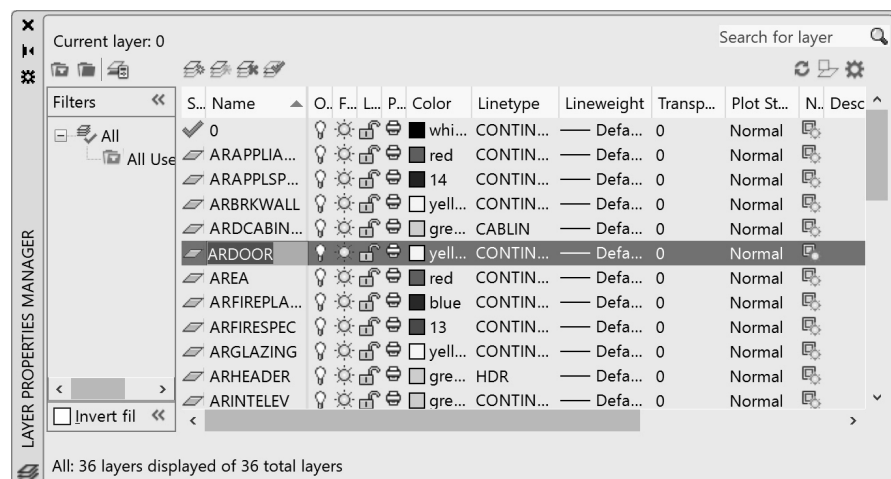 Current layer: 0
Search for layer
Filters
S... Name O.. F... L... P... Color Linetype Lineweight Transp... Plot St... N.. Desc
All
All Use
0 whi... CONTIN... Defa... 0 Normal
ARAPPLIA... red CONTIN... Defa... 0 Normal
ARAPPLSP... 14 CONTIN... Defa... 0 Normal
ARBRKWALL yell... CONTIN... Defa... 0 Normal
ARDCABIN... gre... CABLIN Defa... 0 Normal
ARDOOR yell... CONTIN... Defa... 0 Normal
AREA red CONTIN... Defa... 0 Normal
ARFIREPLA... blue CONTIN... Defa... 0 Normal
ARFIRESPEC 13 CONTIN... Defa... 0 Normal
ARGLAZING yell... CONTIN... Defa... 0 Normal
ARHEADER gre... HDR Defa... 0 Normal
ARINTELEV gre... CONTIN... Defa... 0 Normal
Invert fil
LAYER PROPERTIES MANAGER
All: 36 layers displayed of 36 total layers